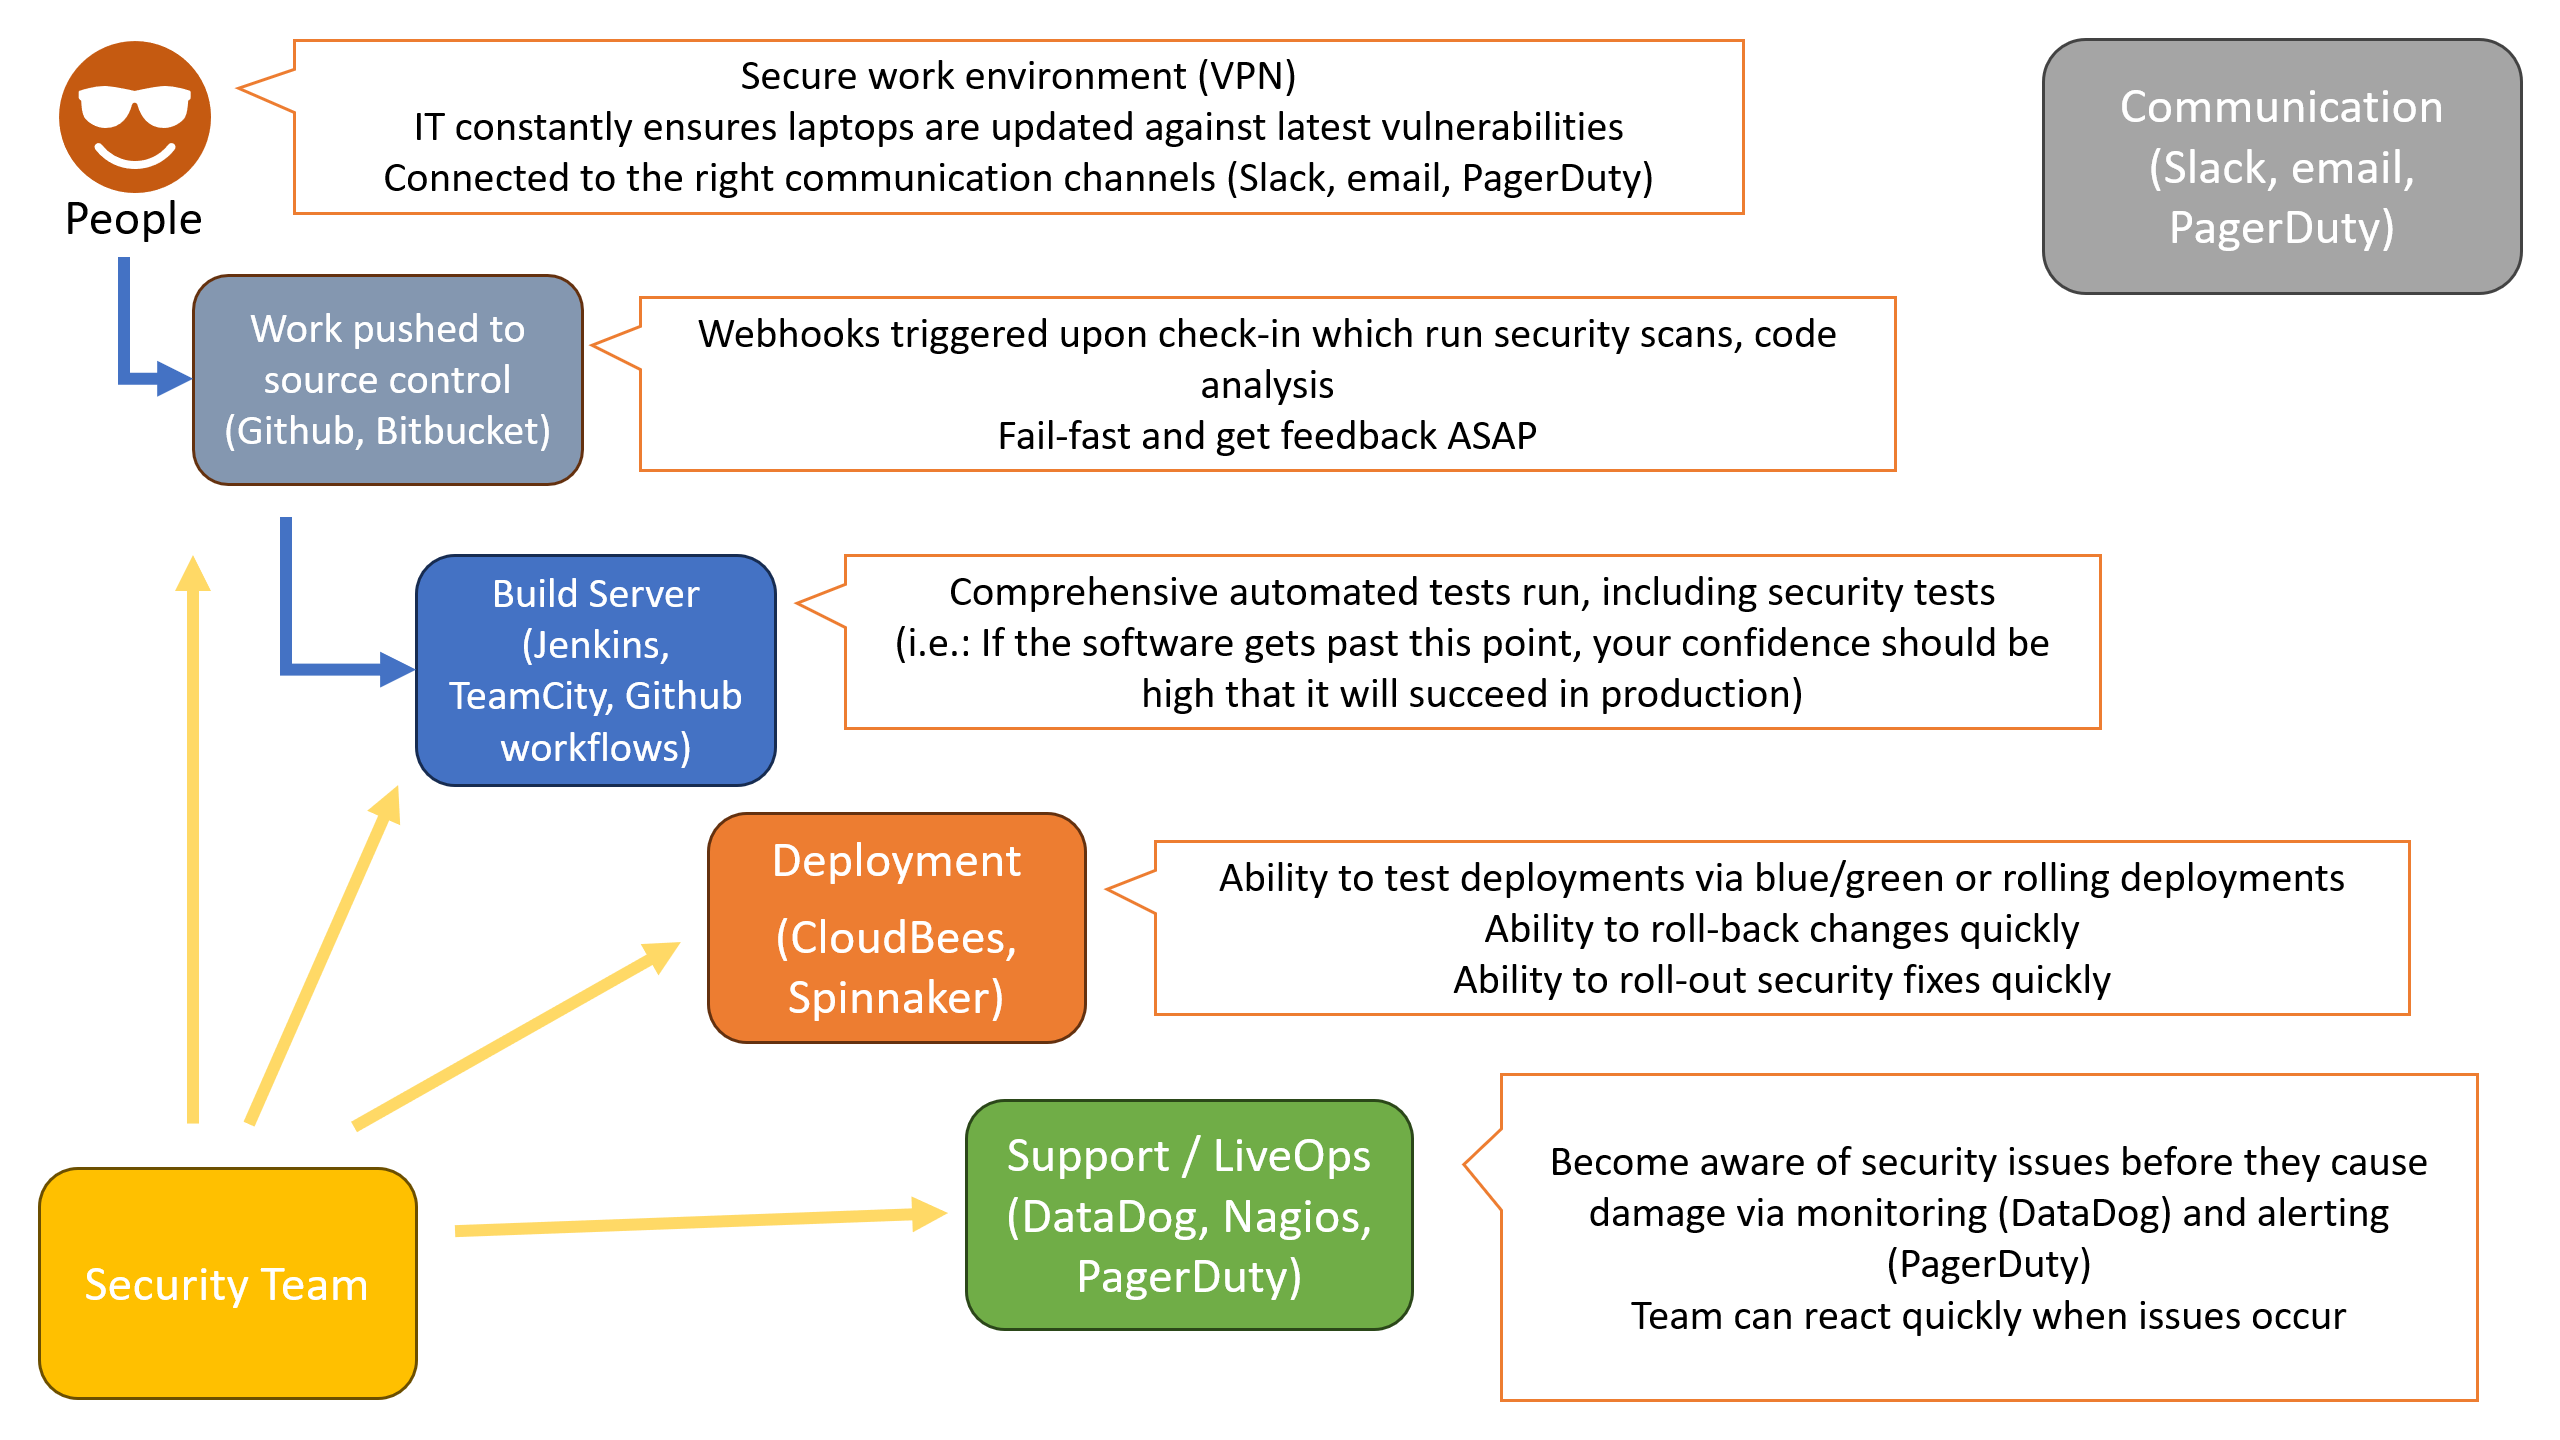 Secure work environment (VPN)
IT constantly ensures laptops are updated against latest vulnerabilities
Connected to the right communication channels (Slack, email, PagerDuty)
People
Communication
(Slack, email,
PagerDuty)
Work pushed to
source control
(Github, Bitbucket)
Webhooks triggered upon check-in which run security scans, code
analysis
Fail-fast and get feedback ASAP
Build Server
(Jenkins,
TeamCity, Github
workflows)
Comprehensive automated tests run, including security tests
(i.e.: If the software gets past this point, your confidence should be
high that it will succeed in production)
Deployment
(CloudBees,
Spinnaker)
Ability to test deployments via blue/green or rolling deployments
Ability to roll-back changes quickly
Ability to roll-out security fixes quickly
Support / LiveOps
(DataDog, Nagios,
PagerDuty)
Become aware of security issues before they cause
damage via monitoring (DataDog) and alerting
(PagerDuty)
Team can react quickly when issues occur
Security Team